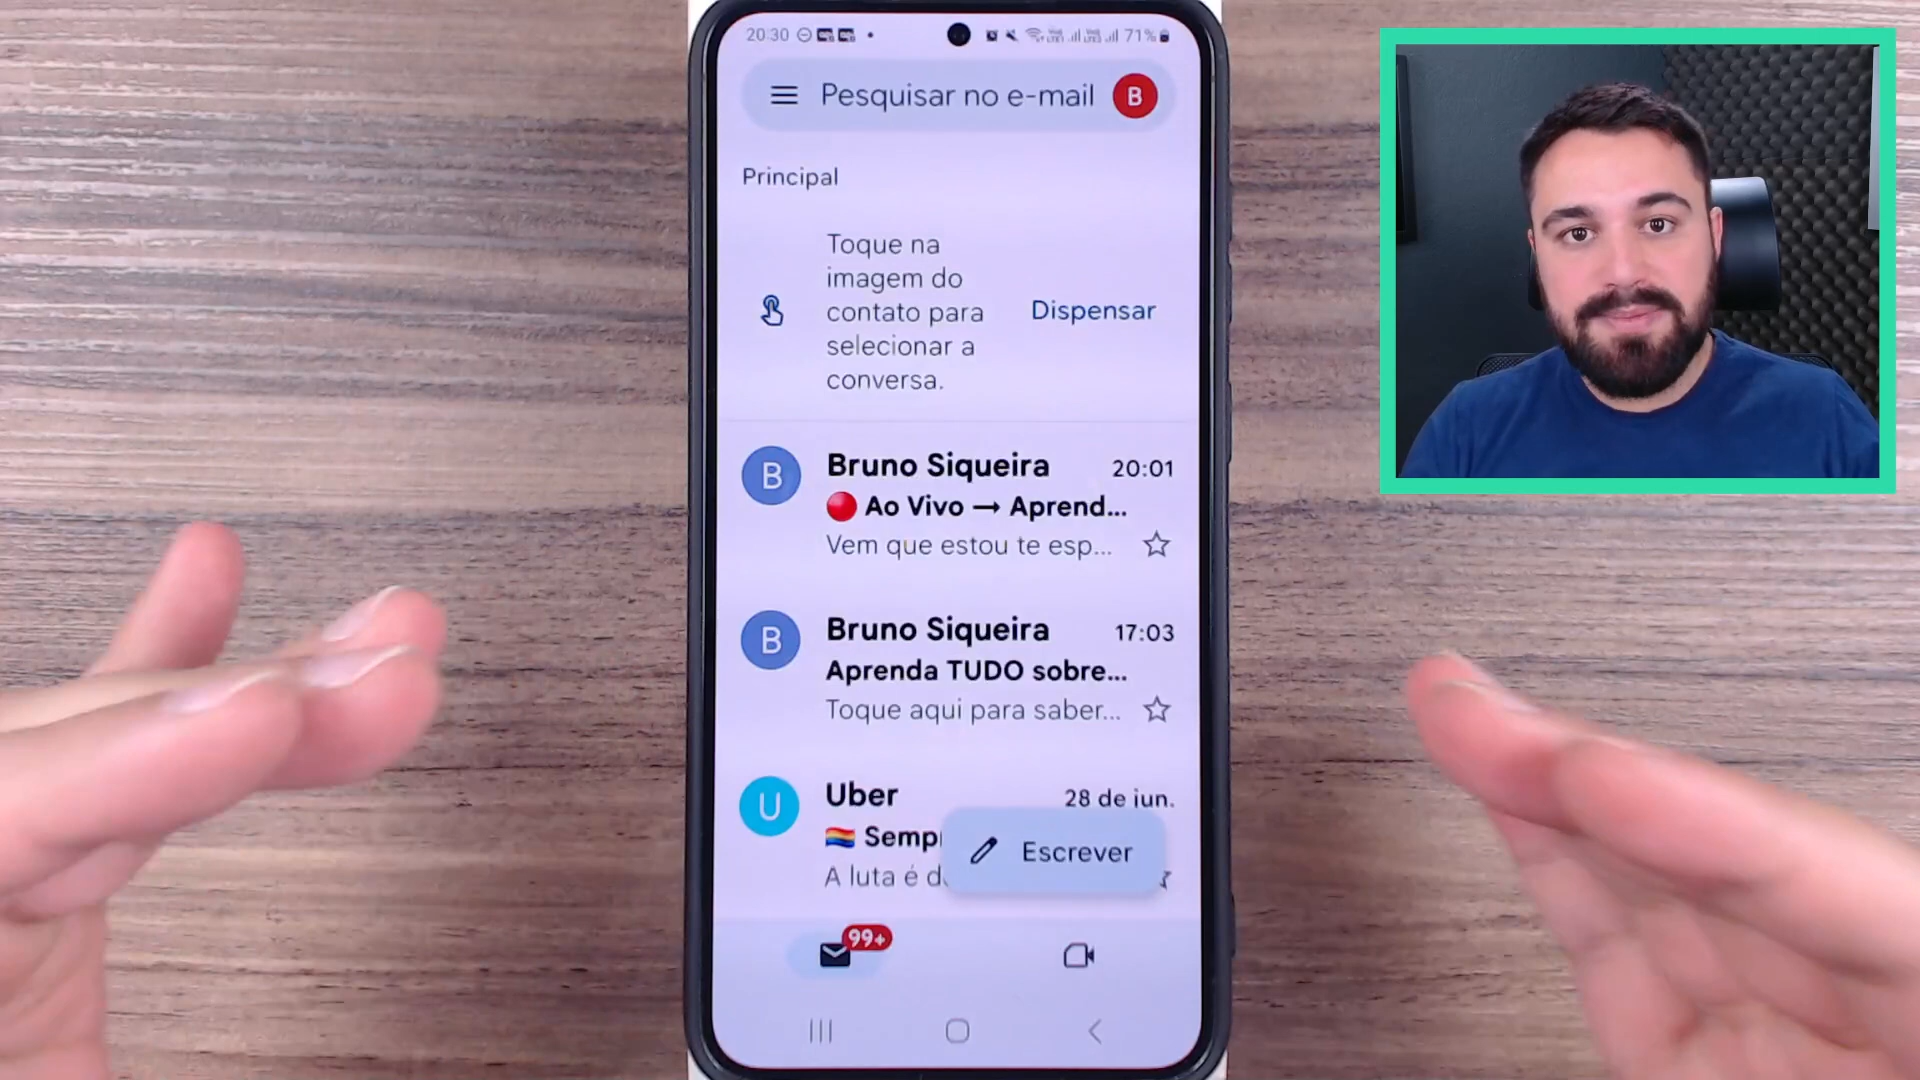 20:30
71%
Pesquisar no e-mail
B
Principal
Toque na
imagem do
contato para
selecionar a
conversa.
Dispensar
B
Bruno Siqueira
20:01
Ao Vivo → Aprend...
Vem que estou te esp...
B
Bruno Siqueira
17:03
Aprenda TUDO sobre...
Toque aqui para saber...
U
Uber
28 de jun.
Semp
A luta é d
Escrever
99+